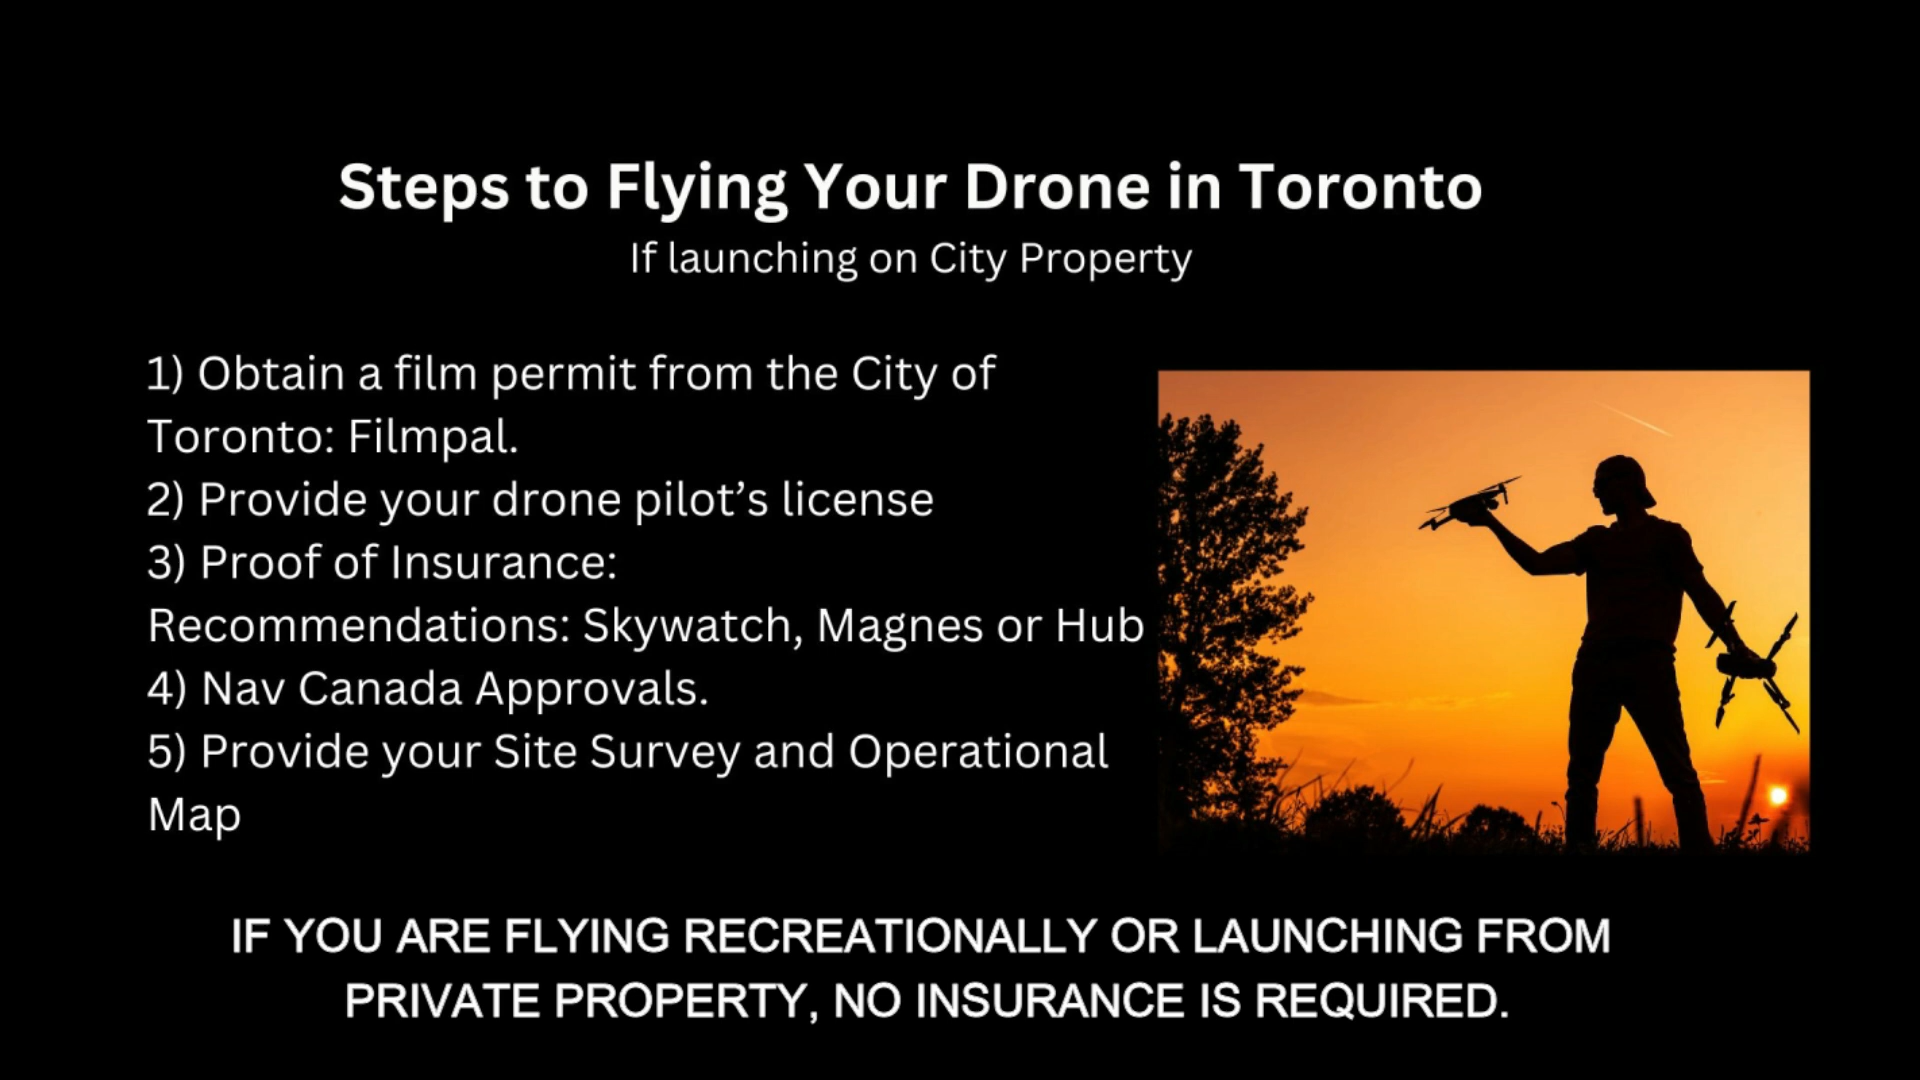 Steps to Flying Your Drone in Toronto
If launching on City Property
1) Obtain a film permit from the City of
Toronto: Filmpal.
2) Provide your drone pilot’s license
3) Proof of Insurance:
Recommendations: Skywatch, Magnes or Hub
4) Nav Canada Approvals.
5) Provide your Site Survey and Operational
Map
IF YOU ARE FLYING RECREATIONALLY OR LAUNCHING FROM
PRIVATE PROPERTY, NO INSURANCE IS REQUIRED.